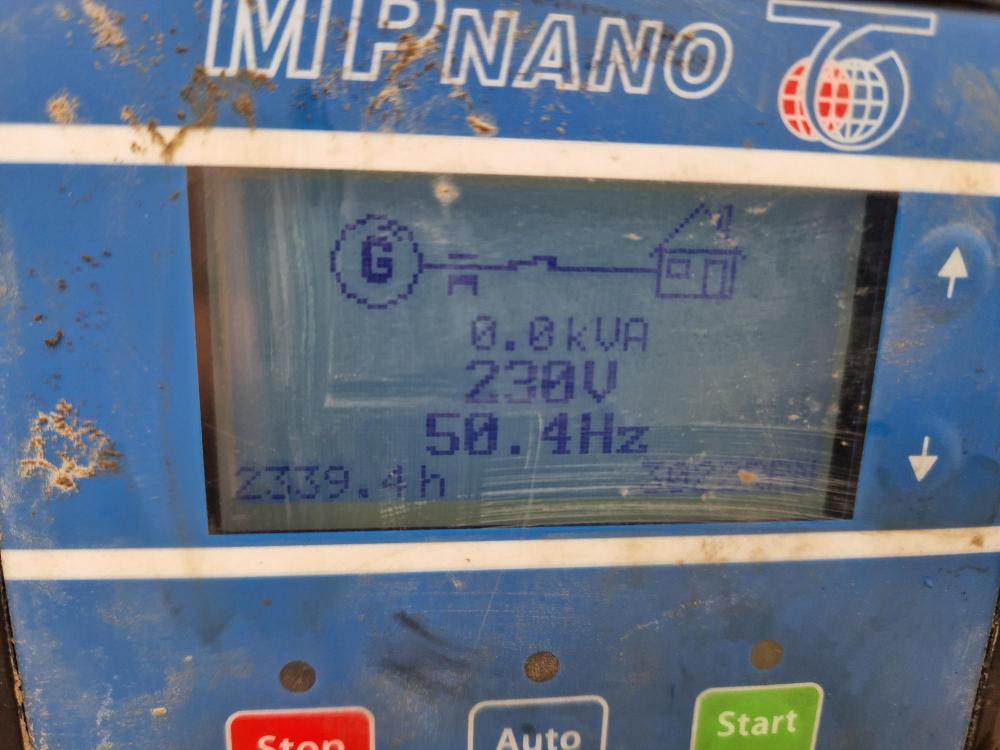 MPNANO
G
0.0kVA
230V
50.4Hz
2339.4h
Stop
Auto
Start